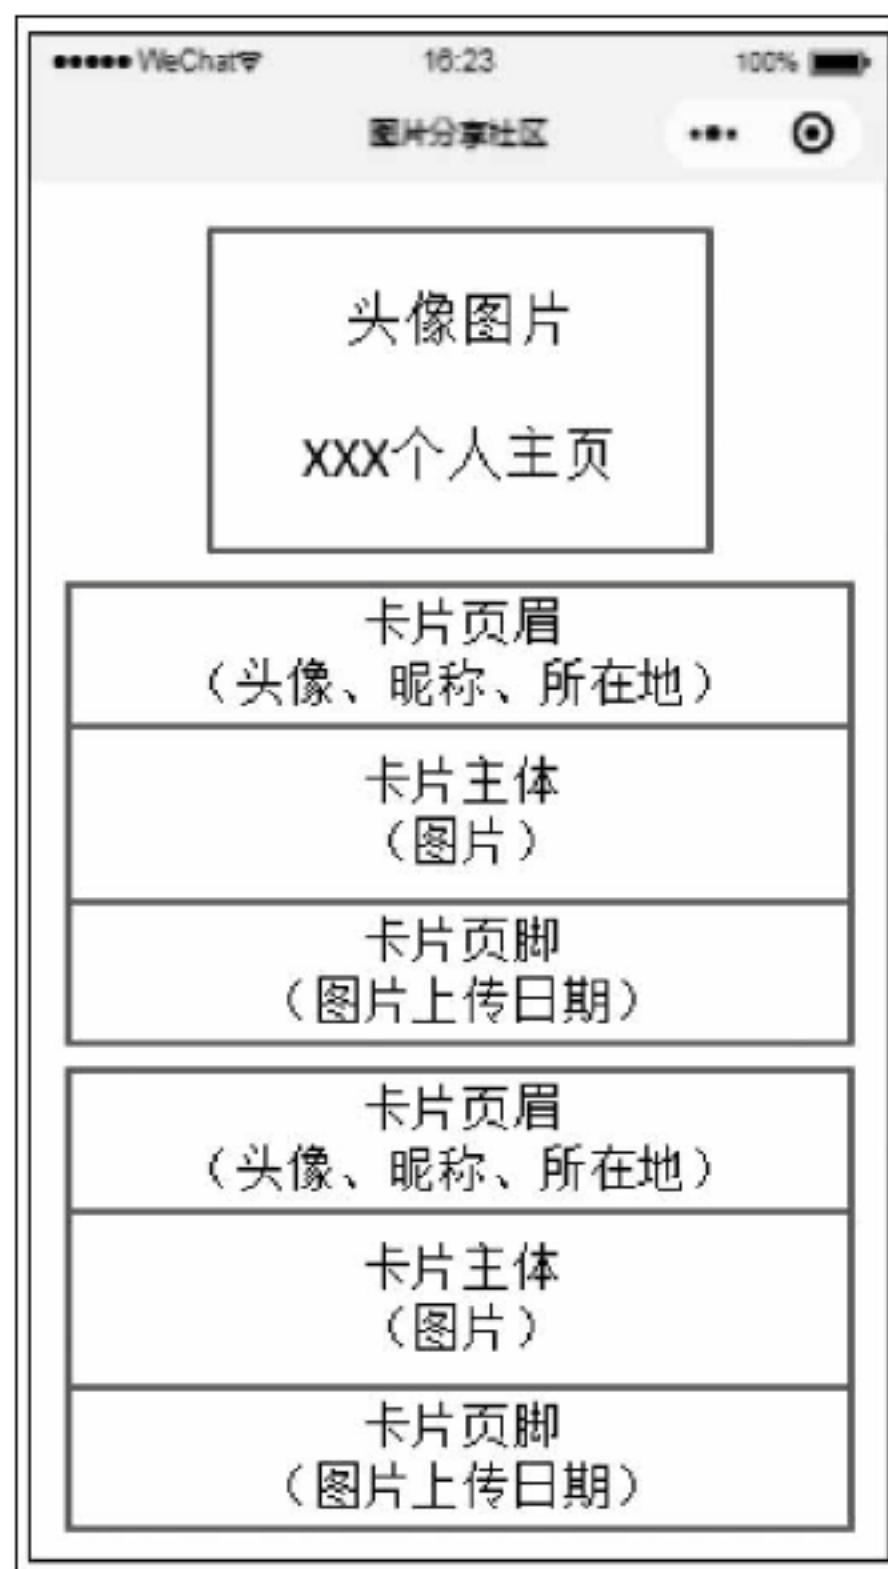 WeChat 16:23 100%
图片分享社区
头像图片
XXX个人主页
卡片页眉
（头像、昵称、所在地）
卡片主体
（图片）
卡片页脚
（图片上传日期）
卡片页眉
（头像、昵称、所在地）
卡片主体
（图片）
卡片页脚
（图片上传日期）